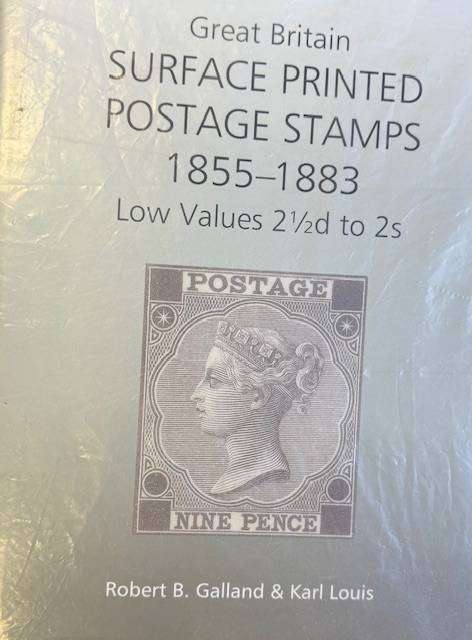 Great Britain
SURFACE PRINTED
POSTAGE STAMPS
1855–1883
Low Values 2½d to 2s
POSTAGE
NINE PENCE
Robert B. Galland & Karl Louis